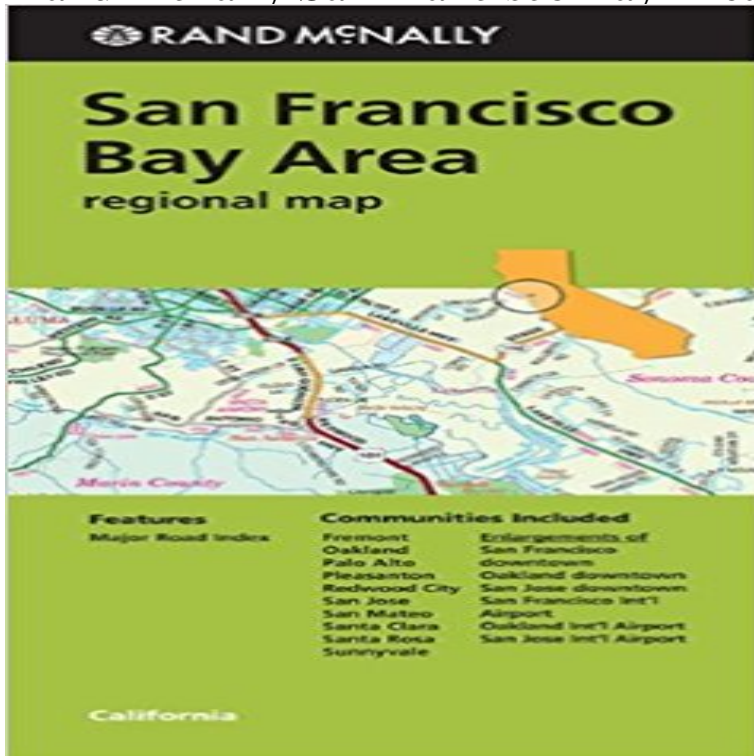 RAND McNALLY
San Francisco
Bay Area
regional map
LAKEVILLE HWY
Marin County
Features
Major Road Index
Communities Included
Fremont
Oakland
Palo Alto
Pleasanton
Redwood City
San Jose
San Mateo
Santa Clara
Santa Rosa
Sunnyvale
Enlargements of
San Francisco
downtown
Oakland downtown
San Jose downtown
San Francisco Int'l
Airport
Oakland Int'l Airport
San Jose Int'l Airport
California